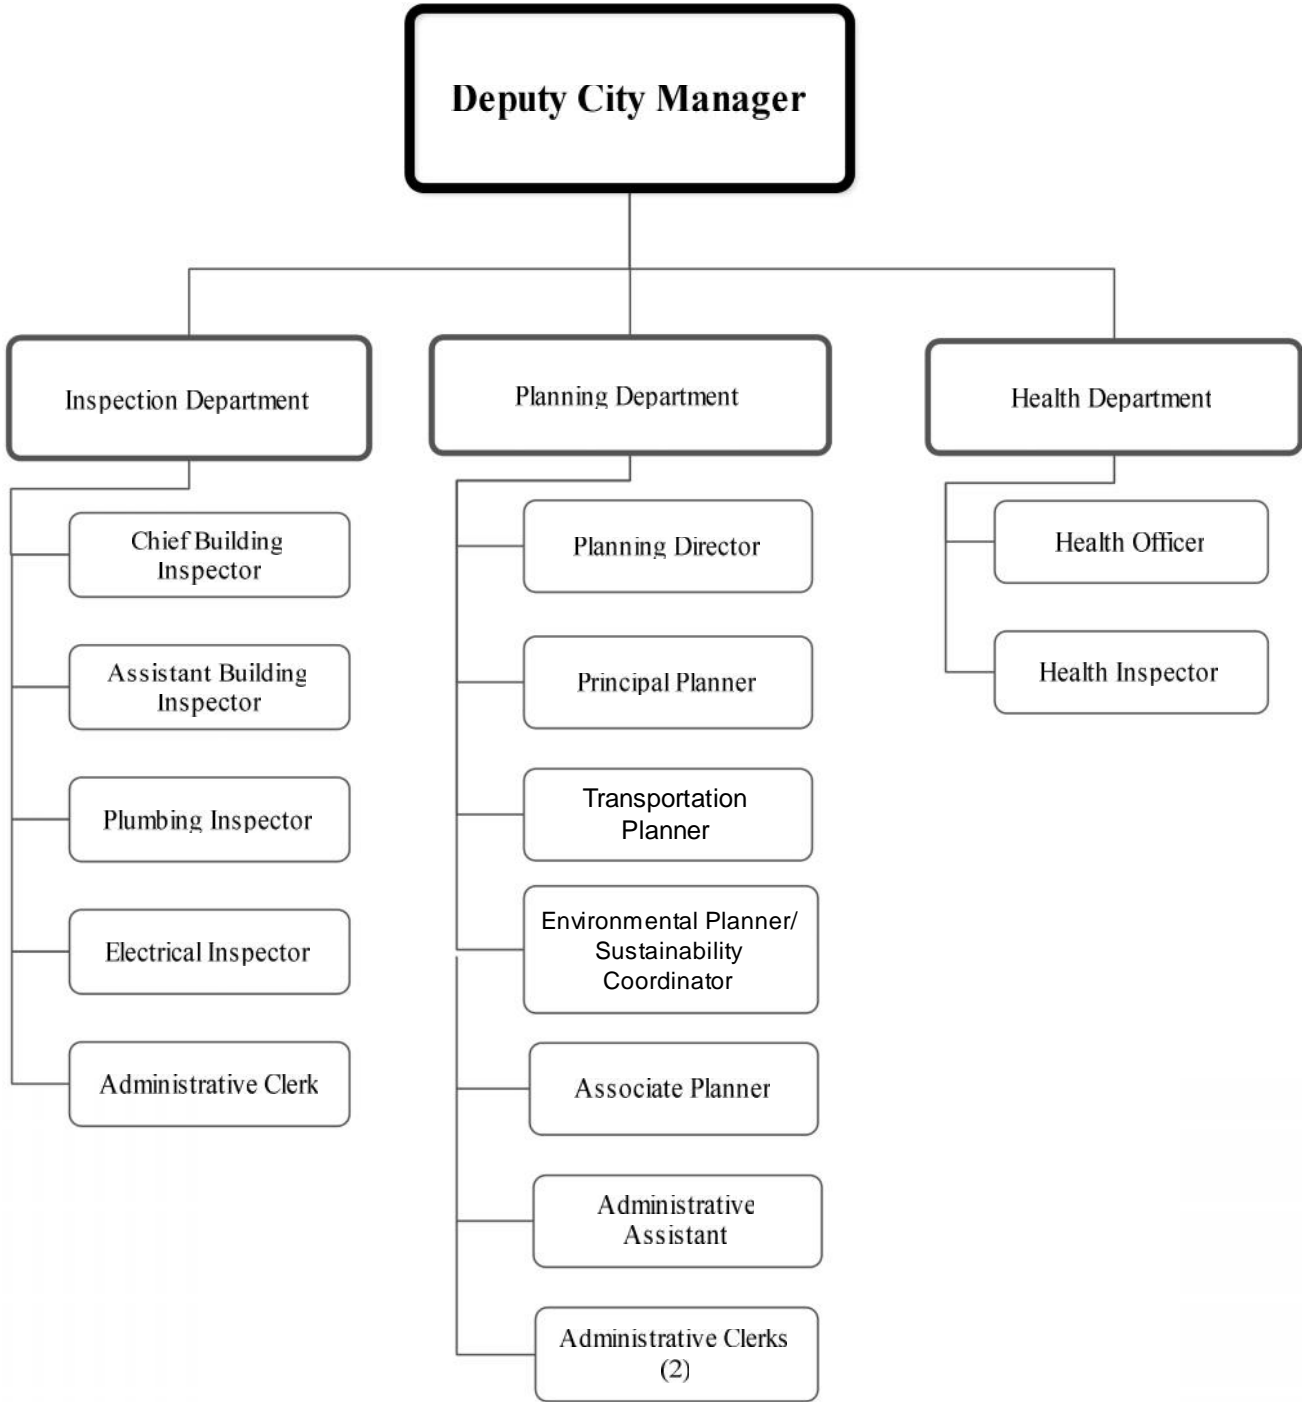 Deputy City Manager
Inspection Department
Chief Building
Inspector
Assistant Building
Inspector
Plumbing Inspector
Electrical Inspector
Administrative Clerk
Planning Department
Planning Director
Principal Planner
Transportation
Planner
Environmental Planner/
Sustainability
Coordinator
Associate Planner
Administrative
Assistant
Administrative Clerks
(2)
Health Department
Health Officer
Health Inspector